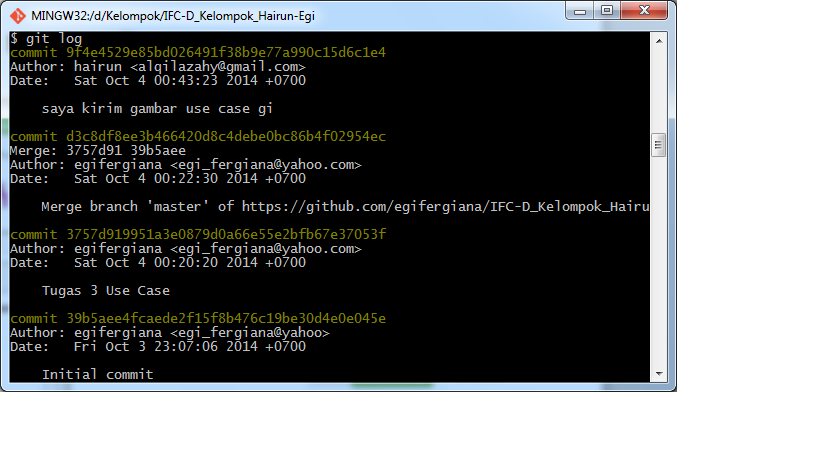 MINGW32:/d/Kelompok/IFC-D_Kelompok_Hairun-Egi
$ git log
commit 9f4e4529e85bd026491f38b9e77a990c15d6c1e4
Author: hairun <alqilazahy@gmail.com>
Date:   Sat Oct 4 00:43:23 2014 +0700
saya kirim gambar use case gi
commit d3c8df8ee3b466420d8c4debe0bc86b4f02954ec
Merge: 3757d91 39b5aee
Author: egifergiana <egi_fergiana@yahoo.com>
Date:   Sat Oct 4 00:22:30 2014 +0700
Merge branch 'master' of https://github.com/egifergiana/IFC-D_Kelompok_Hairu
commit 3757d919951a3e0879d0a66e55e2bfb67e37053f
Author: egifergiana <egi_fergiana@yahoo.com>
Date:   Sat Oct 4 00:20:20 2014 +0700
Tugas 3 Use Case
commit 39b5aee4fcaede2f15f8b476c19be30d4e0e045e
Author: egifergiana <egi_fergiana@yahoo>
Date:   Fri Oct 3 23:07:06 2014 +0700
Initial commit